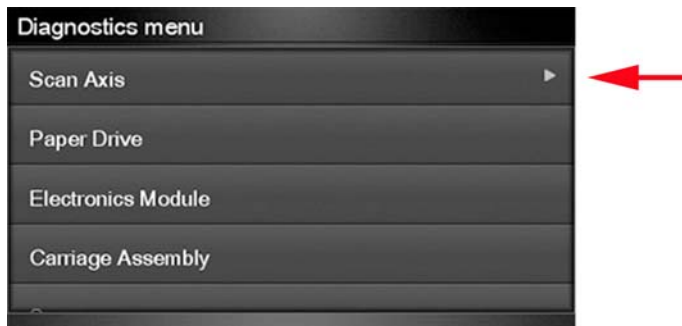 Diagnostics menu
Scan Axis
Paper Drive
Electronics Module
Carriage Assembly